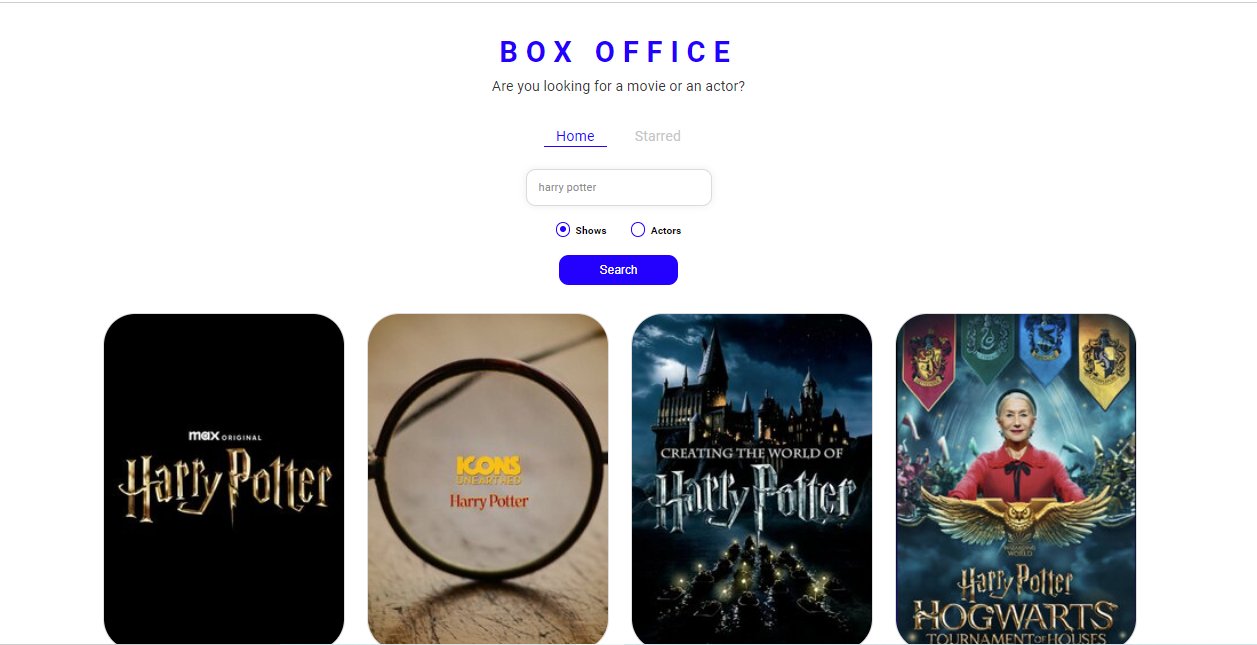 BOX OFFICE
Are you looking for a movie or an actor?
Home
Starred
harry potter
Shows
Actors
Search
max ORIGINAL
Harry Potter
ICONS
UNEARTHED
Harry Potter
CREATING THE WORLD OF
Harry Potter
WIZARDING
WORLD
Harry Potter
HOGWARTS
TOURNAMENT OF HOUSES